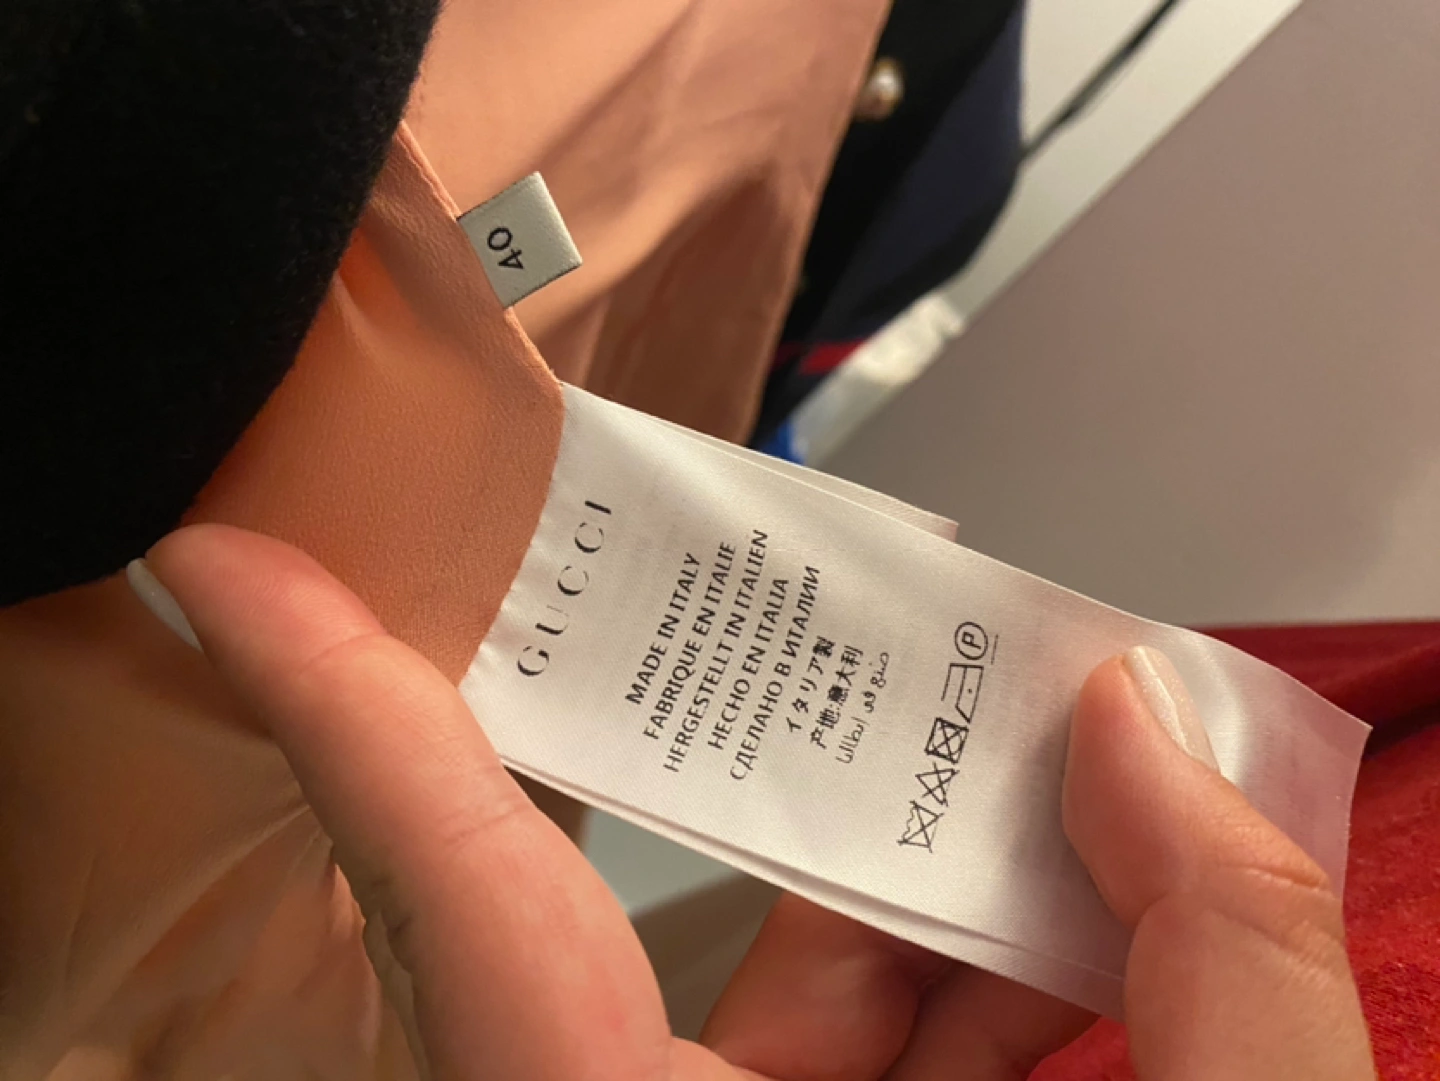 40
GUCCI
MADE IN ITALY
FABRIQUE EN ITALIE
HERGESTELLT IN ITALIEN
HECHO EN ITALIA
СДЕЛАНО В ИТАЛИИ
イタリア製
产地:意大利
صنع في إيطاليا
P